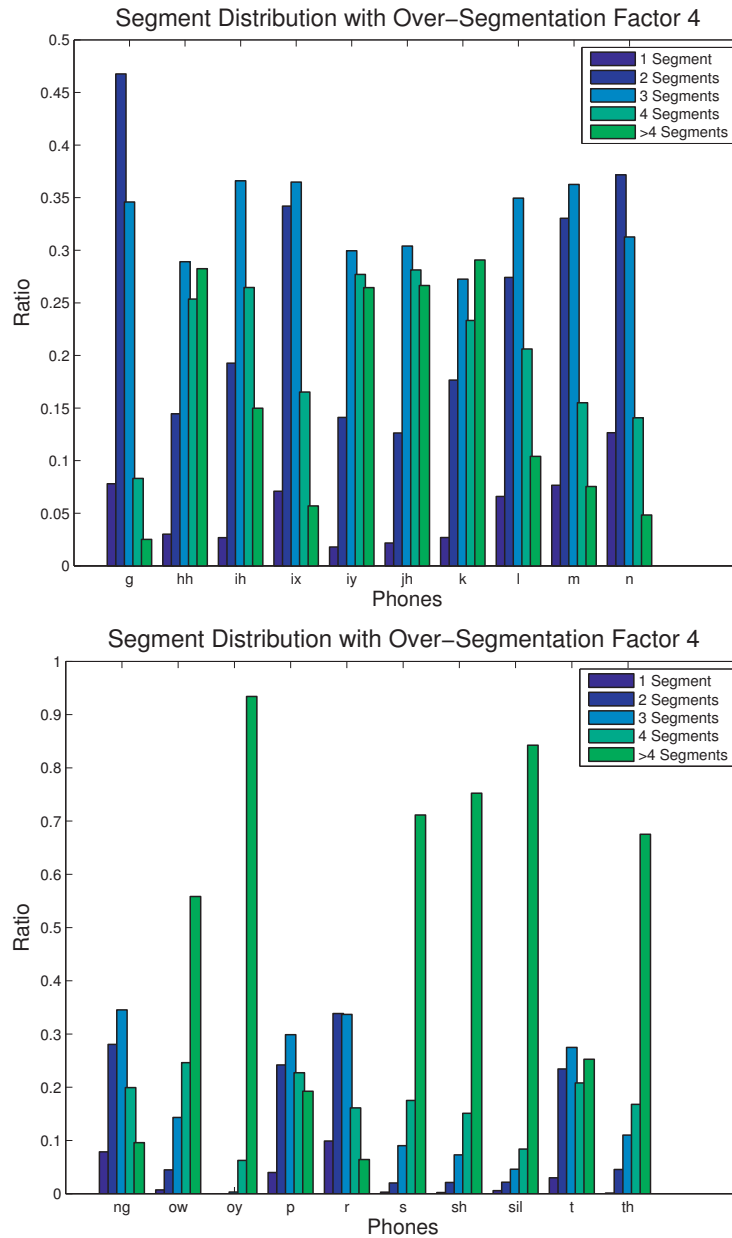 Segment Distribution with Over-Segmentation Factor 4
0.5
0.45
0.4
0.35
0.3
0.25
0.2
0.15
0.1
0.05
0
Ratio
1 Segment
2 Segments
3 Segments
4 Segments
>4 Segments
g hh ih ix iy jh k l m n
Phones
Segment Distribution with Over-Segmentation Factor 4
1
0.9
0.8
0.7
0.6
0.5
0.4
0.3
0.2
0.1
0
Ratio
1 Segment
2 Segments
3 Segments
4 Segments
>4 Segments
ng ow oy p r s sh sil t th
Phones